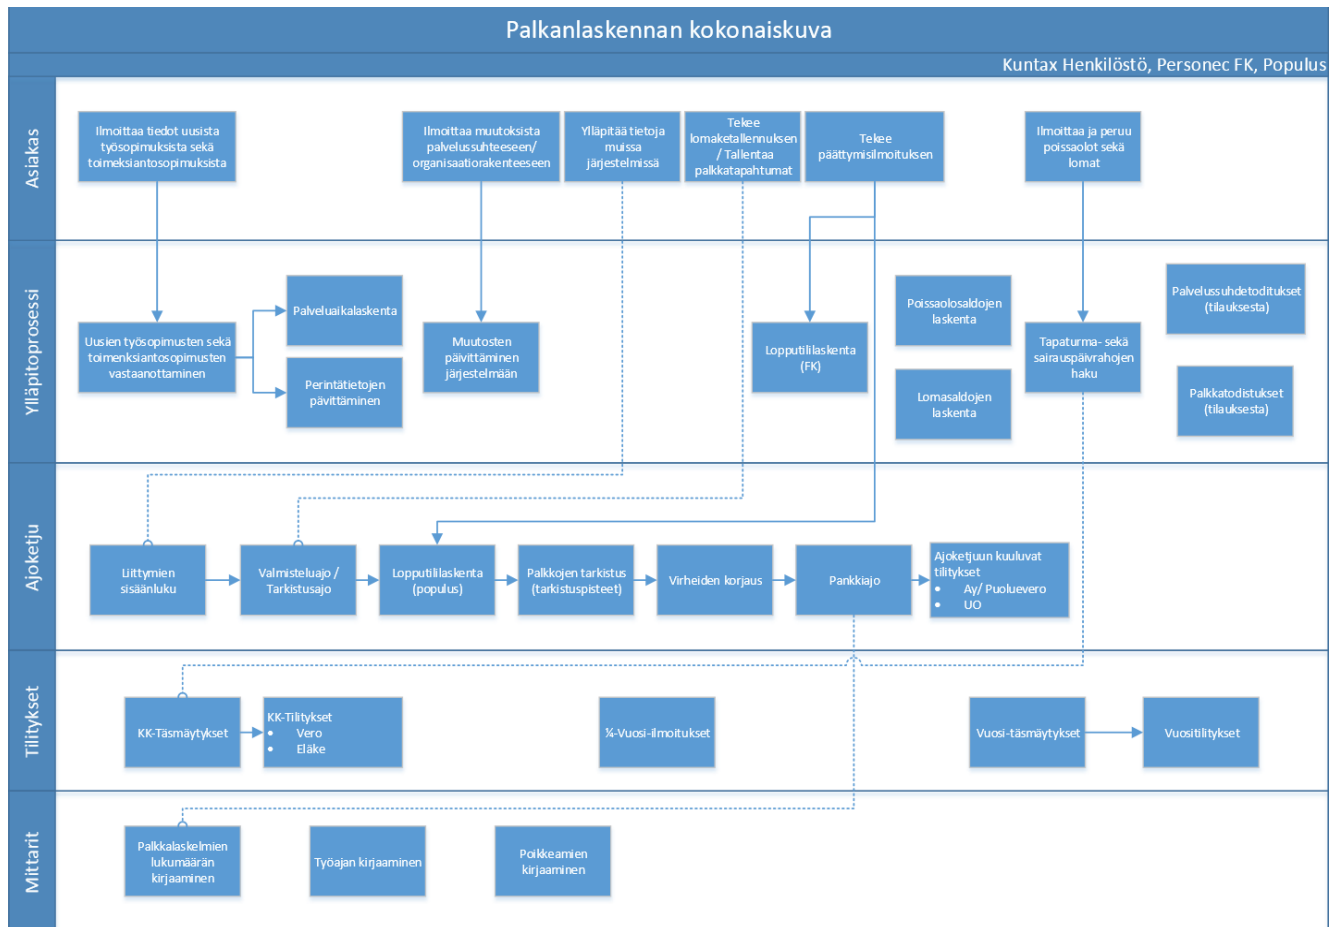 Palkanlaskennan kokonaiskuva
Kuntax Henkilöstö, Personec FK, Populus
Asiakas
Ilmoittaa tiedot uusista
työsopimuksista sekä
toimeksiantosopimuksista
Ilmoittaa muutoksista
palvelussuhteeseen/
organisaatiorakenteeseen
Ylläpitää tietoja
muissa
järjestelmissä
Tekee
lomaketallennuksen
/ Tallentaa
palkkatapahtumat
Tekee
päättymisilmoituksen
Ilmoittaa ja peruu
poissaolot sekä
lomat
Ylläpitoprosessi
Uusien työsopimusten sekä
toimenksiantosopimusten
vastaanottaminen
Palveluaikalaskenta
Perintätietojen
pävittäminen
Muutosten
päivittäminen
järjestelmään
Lopputililaskenta
(FK)
Poissaolosaldojen
laskenta
Lomasaldojen
laskenta
Tapaturma- sekä
sairauspäivrahojen
haku
Palvelussuhdetoditukset
(tilauksesta)
Palkkatodistukset
(tilauksesta)
Ajoketju
Liittymien
sisäänluku
Valmisteluajo /
Tarkistusajo
Lopputililaskenta
(populus)
Palkkojen tarkistus
(tarkistuspisteet)
Virheiden korjaus
Pankkiajo
Ajoketjuun kuuluvat
tilitykset
• Ay/ Puoluevero
• UO
Tilitykset
KK-Täsmäytykset
KK-Tilitykset
• Vero
• Eläke
¼-Vuosi-ilmoitukset
Vuosi-täsmäytykset
Vuositilitykset
Mittarit
Palkkalaskelmien
lukumäärän
kirjaaminen
Työajan kirjaaminen
Poikkeamien
kirjaaminen